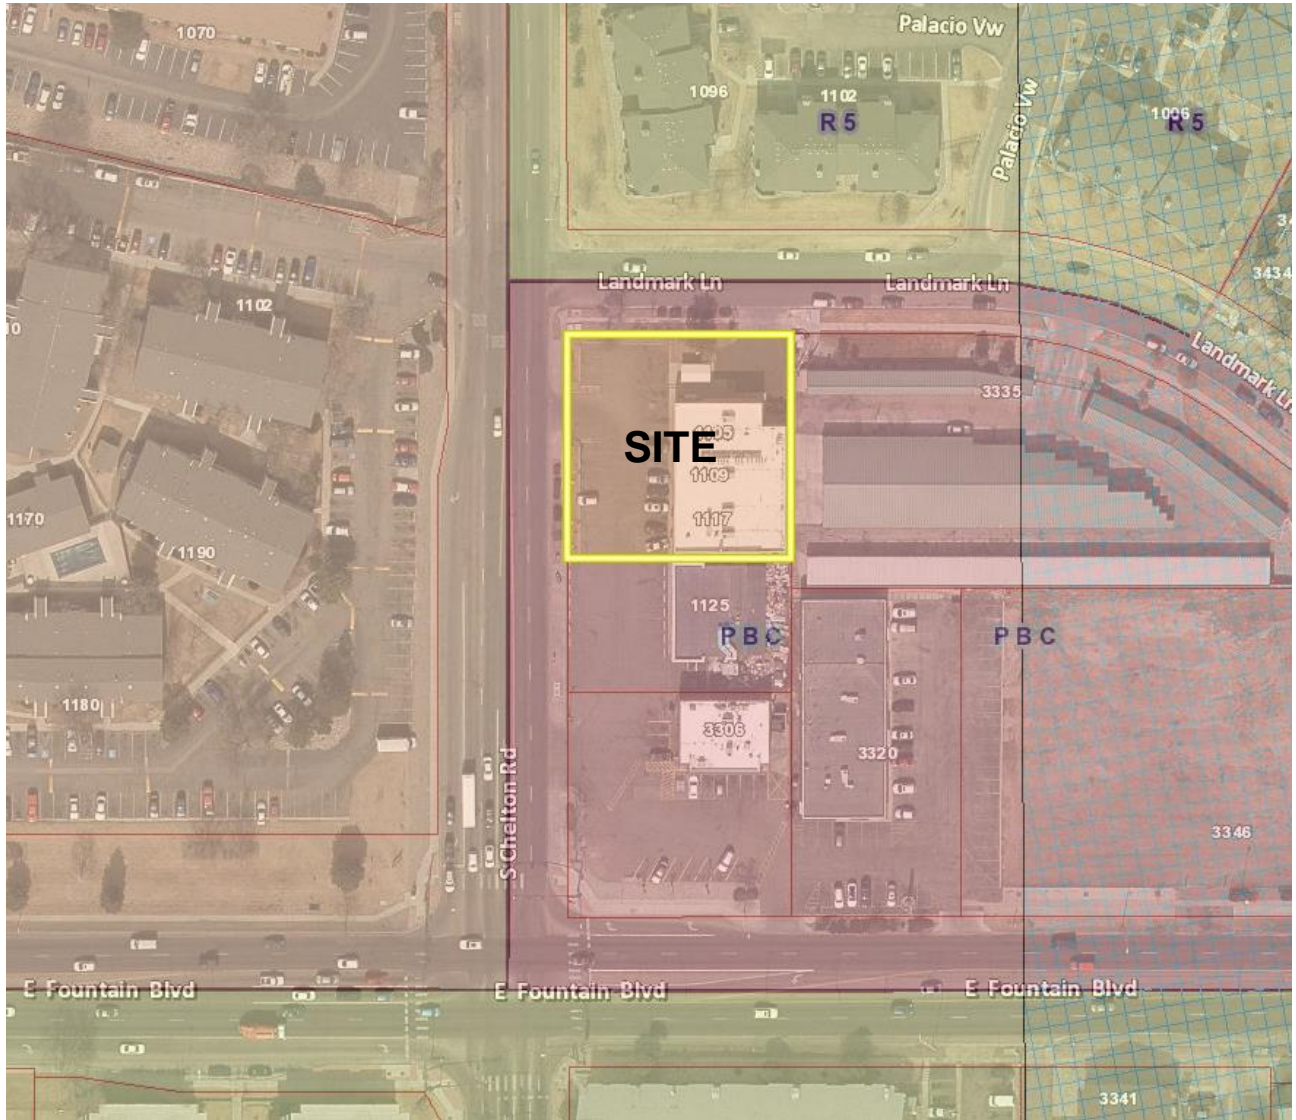 1070
Palacio Vw
1096
1102
R 5
Palacio Vw
1006
R 5
3434
1102
Landmark Ln
Landmark Ln
Landmark Ln
3335
SITE
1105
1109
1117
1170
1190
1125
P B C
P B C
1180
3306
3320
S Chelton Rd
3346
E Fountain Blvd
E Fountain Blvd
E Fountain Blvd
3341